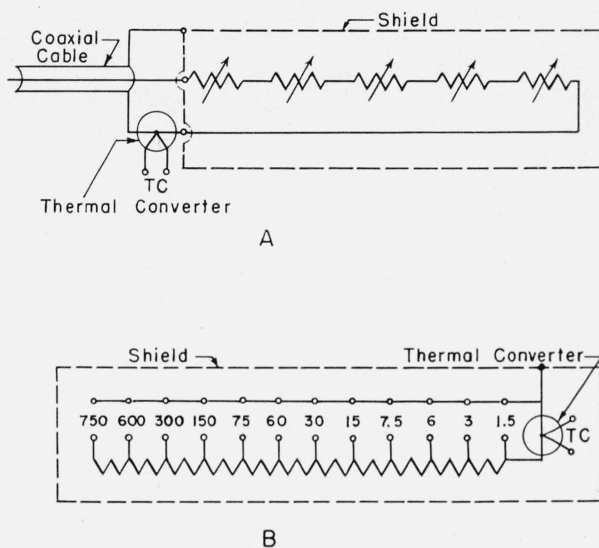 Shield
Coaxial
Cable
TC
Thermal Converter
A
Shield
Thermal Converter
750 600 300 150 75 60 30 15 7.5 6 3 1.5
TC
B